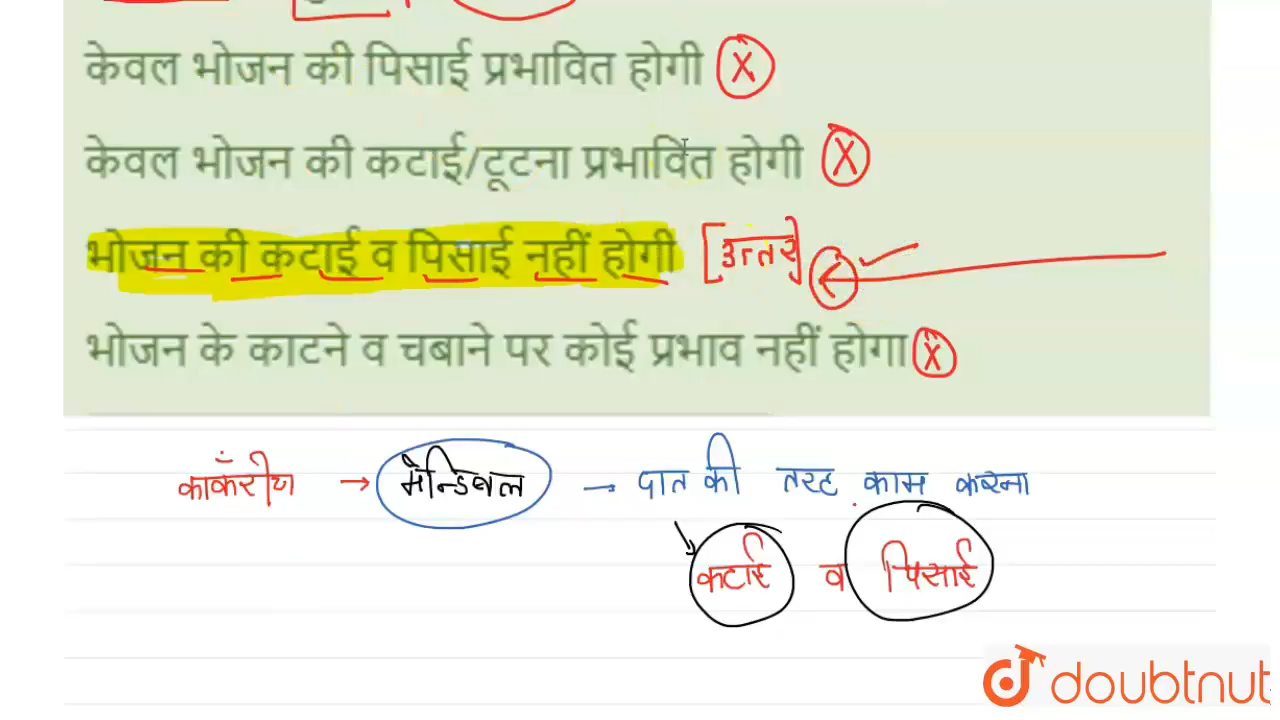 केवल भोजन की पिसाई प्रभावित होगी X
केवल भोजन की कटाई/टूटना प्रभावित होगी X
भोजन की कटाई व पिसाई नहीं होगी [उत्तर]
भोजन के काटने व चबाने पर कोई प्रभाव नहीं होगा X
→ मेन्डिबल → दात की तरह काम करना
कटाई व पिसाई
doubtnut